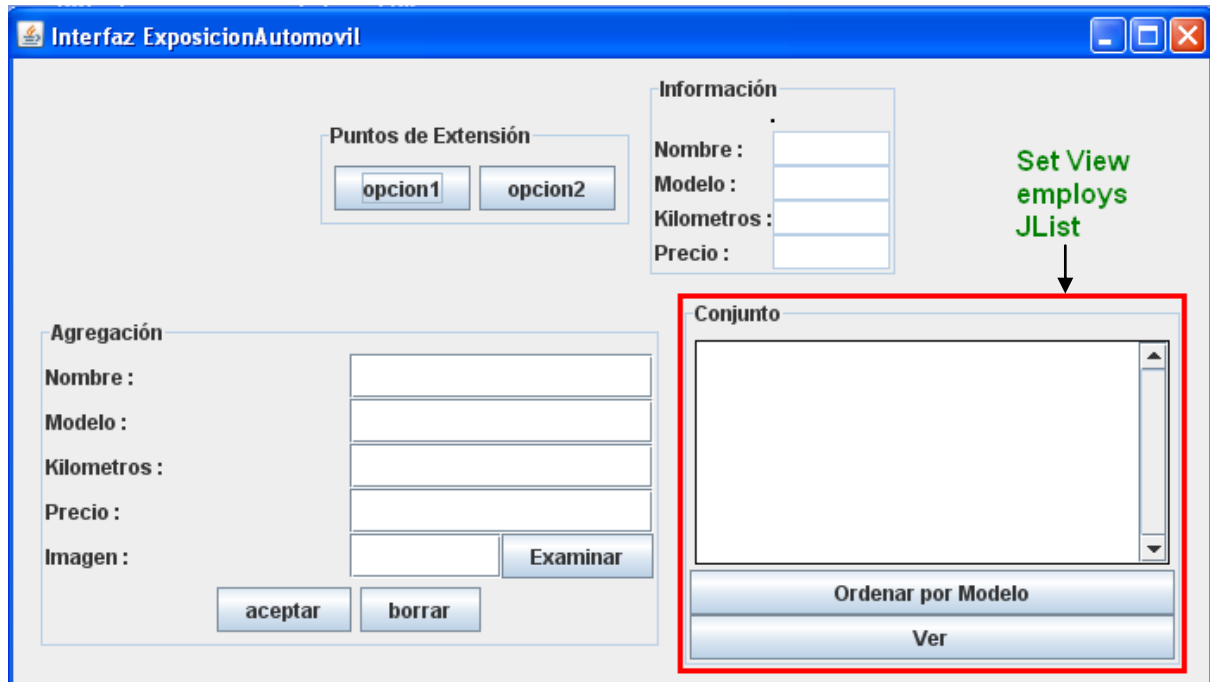 Interfaz ExposicionAutomovil
Puntos de Extensión
opcion1
opcion2
Información
.
Nombre :
Modelo :
Kilometros :
Precio :
Set View
employs
JList
Agregación
Nombre :
Modelo :
Kilometros :
Precio :
Imagen :
Examinar
aceptar
borrar
Conjunto
Ordenar por Modelo
Ver